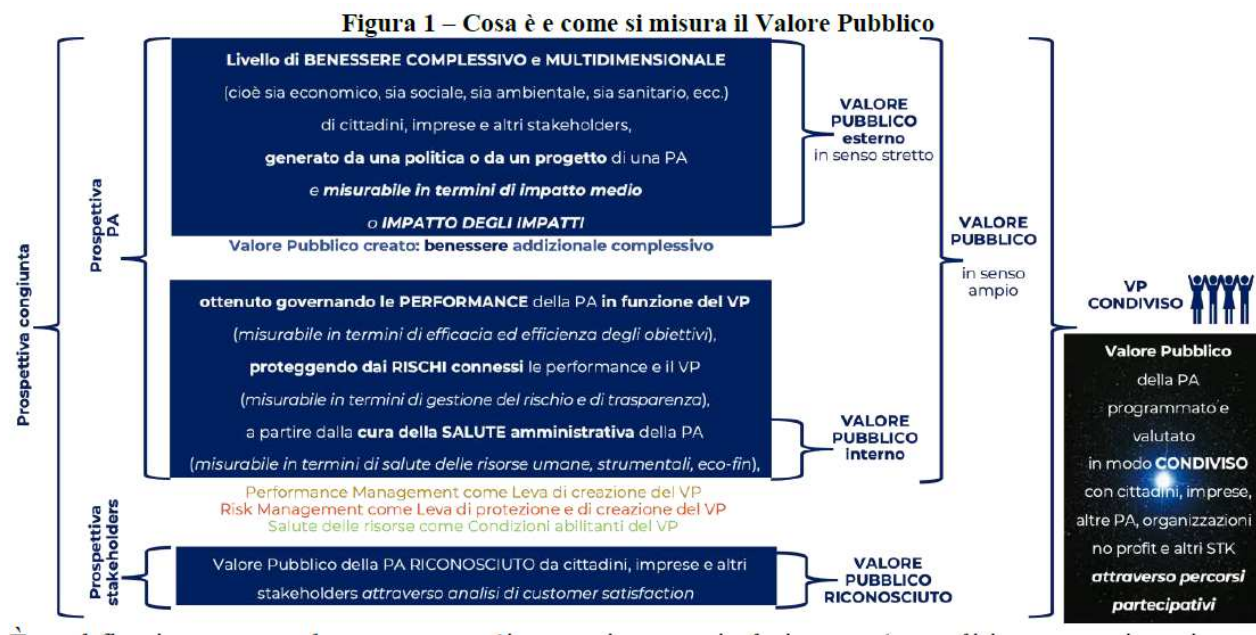 Figura 1 – Cosa è e come si misura il Valore Pubblico
Prospettiva congiunta
Prospettiva
PA
Livello di BENESSERE COMPLESSIVO e MULTIDIMENSIONALE
(cioè sia economico, sia sociale, sia ambientale, sia sanitario, ecc.)
di cittadini, imprese e altri stakeholders,
generato da una politica o da un progetto di una PA
e misurabile in termini di impatto medio
o IMPATTO DEGLI IMPATTI
Valore Pubblico creato: benessere addizionale complessivo
VALORE
PUBBLICO
esterno
in senso stretto
ottenuto governando le PERFORMANCE della PA in funzione del VP
(misurabile in termini di efficacia ed efficienza degli obiettivi),
proteggendo dai RISCHI connessi le performance e il VP
(misurabile in termini di gestione del rischio e di trasparenza),
a partire dalla cura della SALUTE amministrativa della PA
(misurabile in termini di salute delle risorse umane, strumentali, eco-fin),
VALORE
PUBBLICO
interno
Performance Management come Leva di creazione del VP
Risk Management come Leva di protezione e di creazione del VP
Salute delle risorse come Condizioni abilitanti del VP
VALORE
PUBBLICO
in senso
ampio
Prospettiva
stakeholders
Valore Pubblico della PA RICONOSCIUTO da cittadini, imprese e altri
stakeholders attraverso analisi di customer satisfaction
VALORE
PUBBLICO
RICONOSCIUTO
VP
CONDIVISO
Valore Pubblico
della PA
programmato e
valutato
in modo CONDIVISO
con cittadini, imprese,
altre PA, organizzazioni
no profit e altri STK
attraverso percorsi
partecipativi